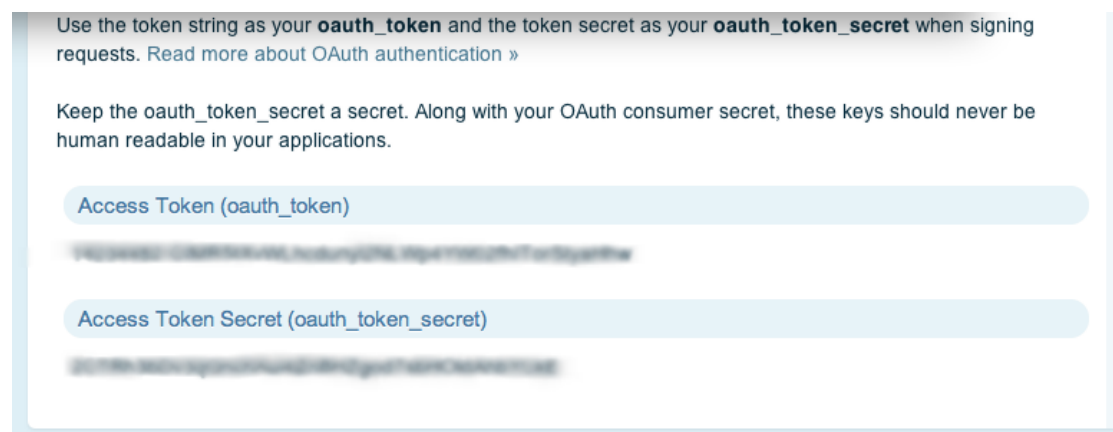 Use the token string as your oauth_token and the token secret as your oauth_token_secret when signing
requests. Read more about OAuth authentication »
Keep the oauth_token_secret a secret. Along with your OAuth consumer secret, these keys should never be
human readable in your applications.
Access Token (oauth_token)
Access Token Secret (oauth_token_secret)